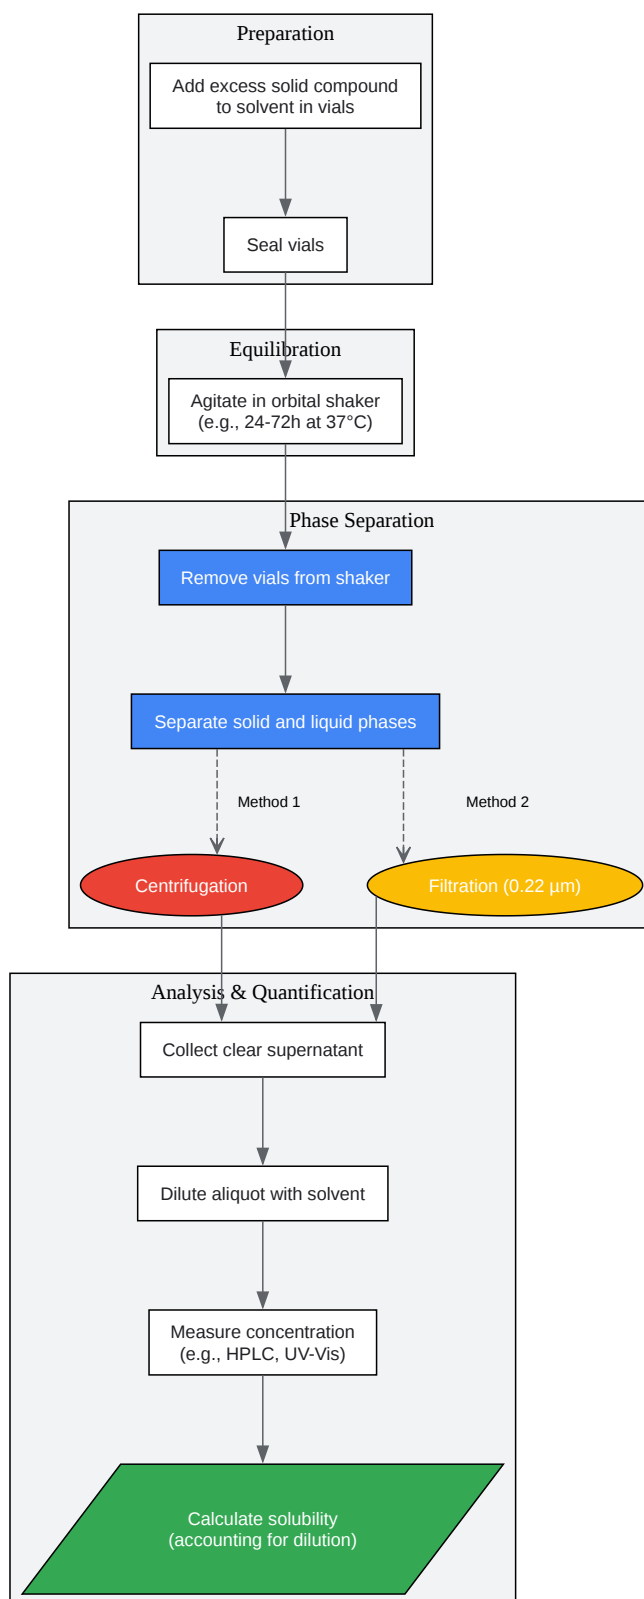 Preparation
Add excess solid compound
to solvent in vials
Seal vials
Equilibration
Agitate in orbital shaker
(e.g., 24-72h at 37°C)
Phase Separation
Remove vials from shaker
Separate solid and liquid phases
Method 1
Method 2
Centrifugation
Filtration (0.22 µm)
Analysis & Quantification
Collect clear supernatant
Dilute aliquot with solvent
Measure concentration
(e.g., HPLC, UV-Vis)
Calculate solubility
(accounting for dilution)